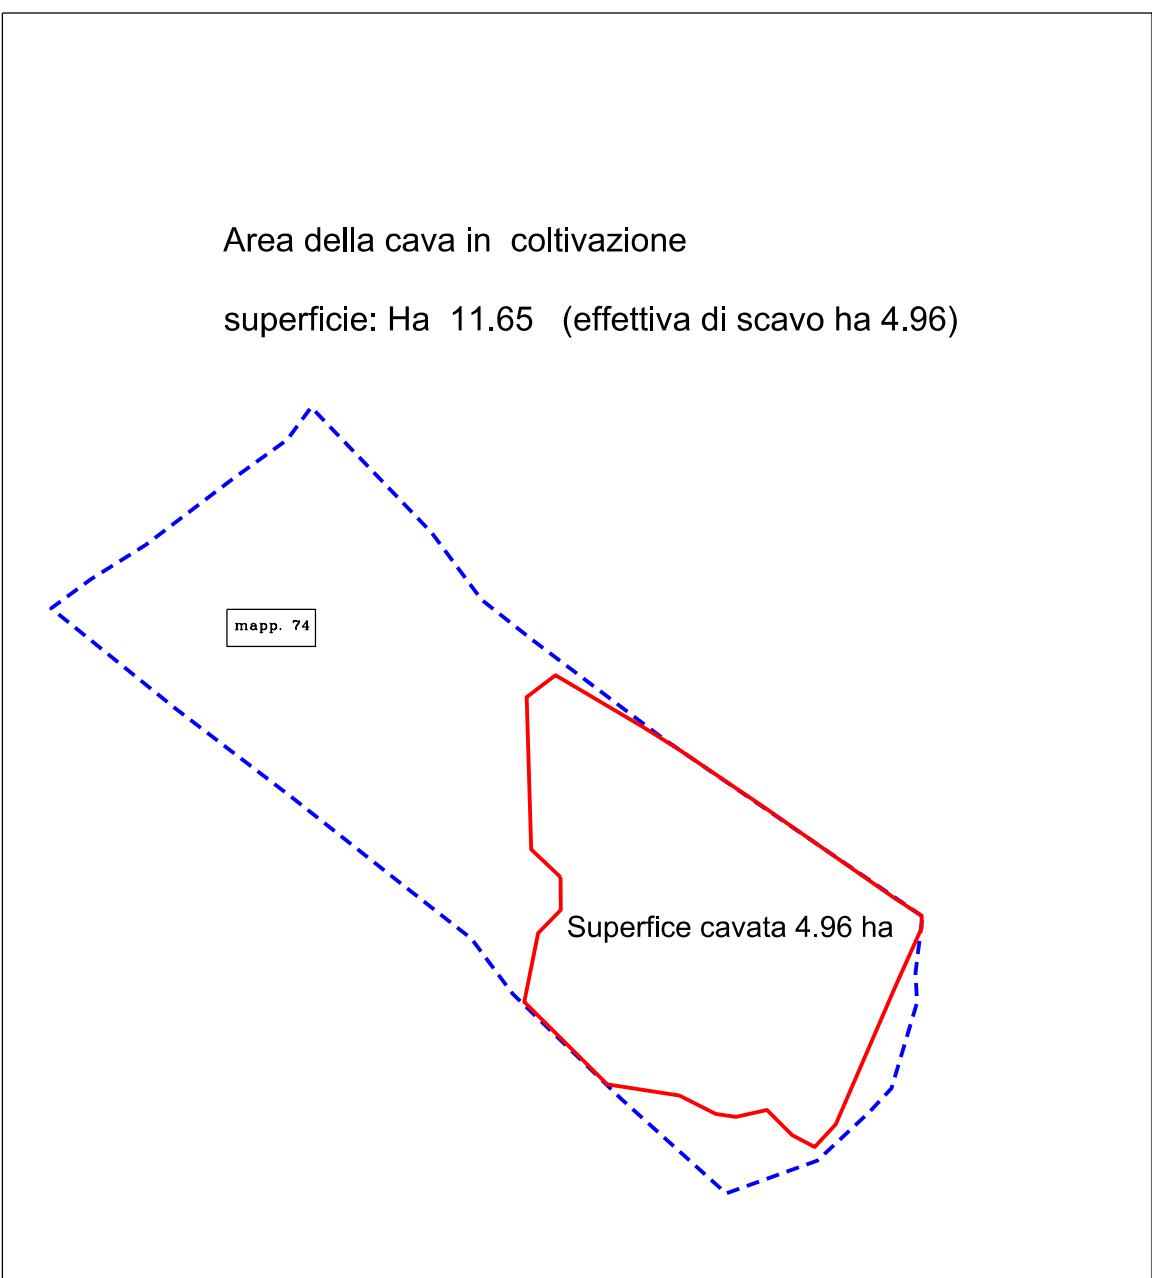 Area della cava in coltivazione
superficie: Ha 11.65 (effettiva di scavo ha 4.96)
mapp. 74
Superfice cavata 4.96 ha